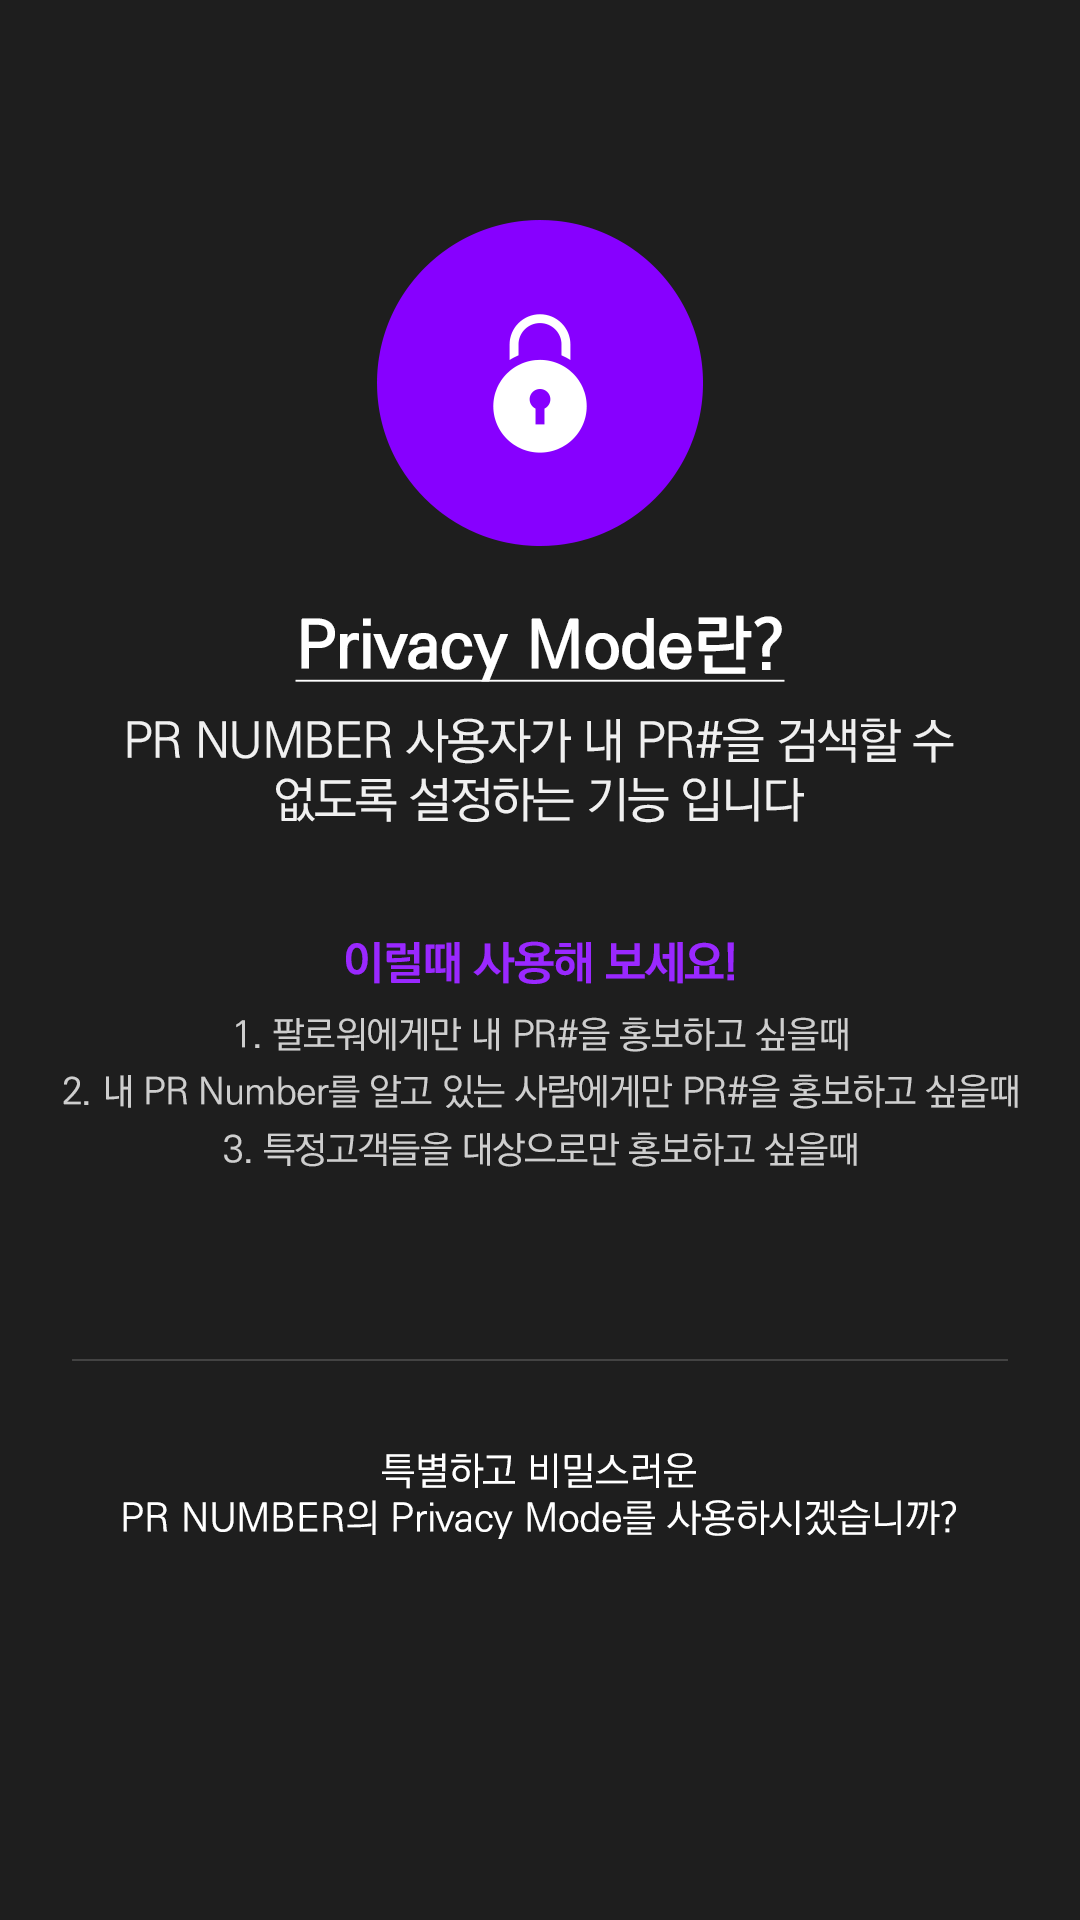 Privacy Mode란?
PR NUMBER 사용자가 내 PR#을 검색할 수
없도록 설정하는 기능 입니다
이럴때 사용해 보세요!
1. 팔로워에게만 내 PR#을 홍보하고 싶을때
2. 내 PR Number를 알고 있는 사람에게만 PR#을 홍보하고 싶을때
3. 특정고객들을 대상으로만 홍보하고 싶을때
특별하고 비밀스러운
PR NUMBER의 Privacy Mode를 사용하시겠습니까?